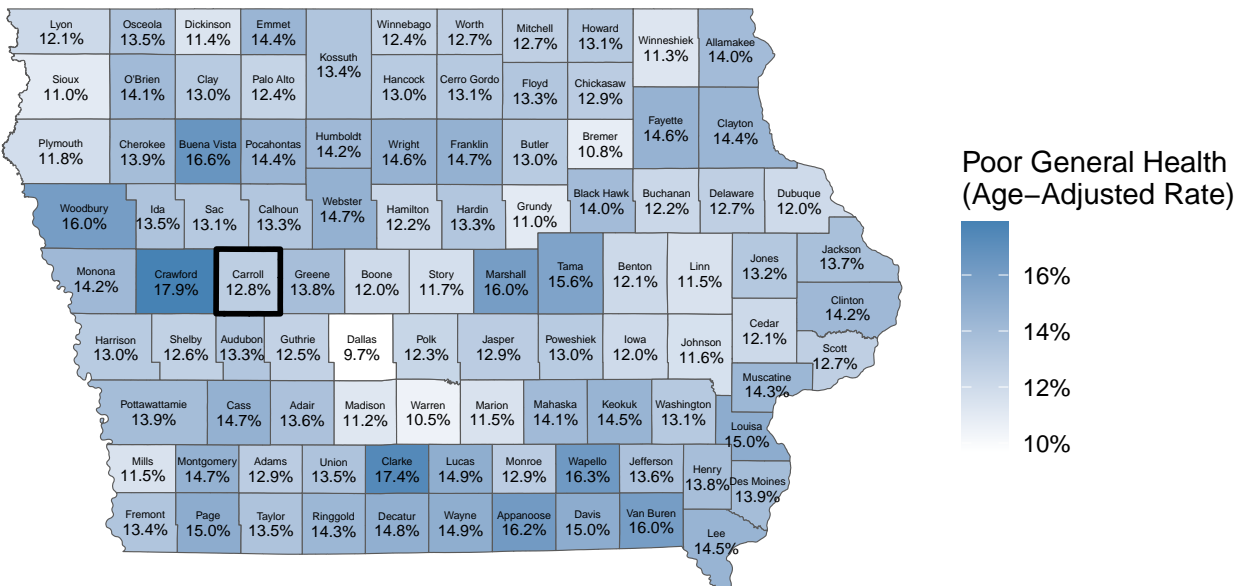 Lyon
12.1%
Osceola
13.5%
Dickinson
11.4%
Emmet
14.4%
Kossuth
13.4%
Winnebago
12.4%
Worth
12.7%
Mitchell
12.7%
Howard
13.1%
Winneshiek
11.3%
Allamakee
14.0%
Sioux
11.0%
O'Brien
14.1%
Clay
13.0%
Palo Alto
12.4%
Hancock
13.0%
Cerro Gordo
13.1%
Floyd
13.3%
Chickasaw
12.9%
Plymouth
11.8%
Cherokee
13.9%
Buena Vista
16.6%
Pocahontas
14.4%
Humboldt
14.2%
Wright
14.6%
Franklin
14.7%
Butler
13.0%
Bremer
10.8%
Fayette
14.6%
Clayton
14.4%
Woodbury
16.0%
Ida
13.5%
Sac
13.1%
Calhoun
13.3%
Webster
14.7%
Hamilton
12.2%
Hardin
13.3%
Grundy
11.0%
Black Hawk
14.0%
Buchanan
12.2%
Delaware
12.7%
Dubuque
12.0%
Monona
14.2%
Crawford
17.9%
Carroll
12.8%
Greene
13.8%
Boone
12.0%
Story
11.7%
Marshall
16.0%
Tama
15.6%
Benton
12.1%
Linn
11.5%
Jones
13.2%
Jackson
13.7%
Clinton
14.2%
Harrison
13.0%
Shelby
12.6%
Audubon
13.3%
Guthrie
12.5%
Dallas
9.7%
Polk
12.3%
Jasper
12.9%
Poweshiek
13.0%
Iowa
12.0%
Johnson
11.6%
Cedar
12.1%
Scott
12.7%
Muscatine
14.3%
Pottawattamie
13.9%
Cass
14.7%
Adair
13.6%
Madison
11.2%
Warren
10.5%
Marion
11.5%
Mahaska
14.1%
Keokuk
14.5%
Washington
13.1%
Louisa
15.0%
Mills
11.5%
Montgomery
14.7%
Adams
12.9%
Union
13.5%
Clarke
17.4%
Lucas
14.9%
Monroe
12.9%
Wapello
16.3%
Jefferson
13.6%
Henry
13.8%
Des Moines
13.9%
Fremont
13.4%
Page
15.0%
Taylor
13.5%
Ringgold
14.3%
Decatur
14.8%
Wayne
14.9%
Appanoose
16.2%
Davis
15.0%
Van Buren
16.0%
Lee
14.5%
Poor General Health
(Age−Adjusted Rate)
16%
14%
12%
10%